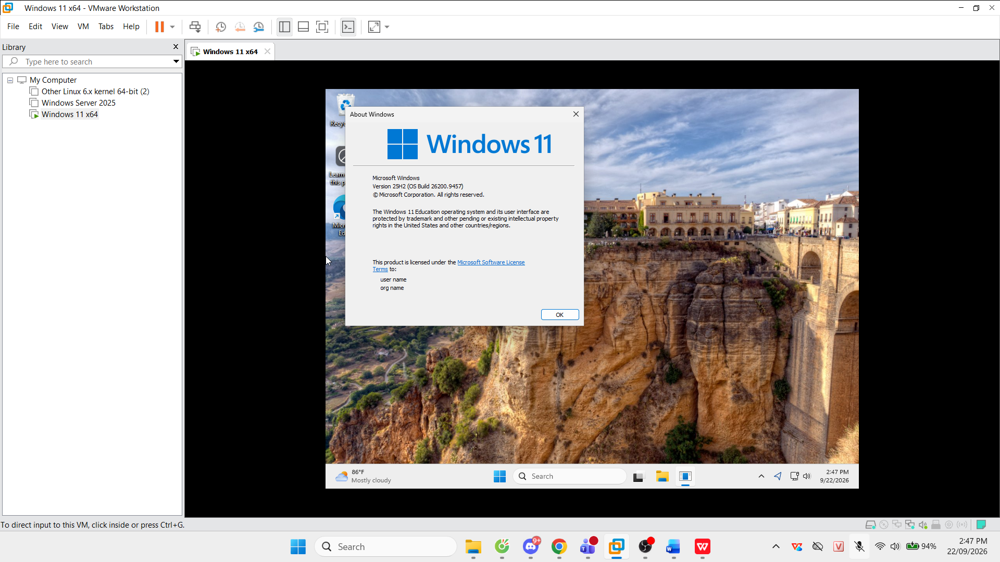 Windows 11 x64 - VMware Workstation
File Edit View VM Tabs Help
Library
Type here to search
My Computer
Other Linux 6.x kernel 64-bit (2)
Windows Server 2025
Windows 11 x64
Windows 11 x64
About Windows
Windows 11
Microsoft Windows
Version 25H2 (OS Build 26200.9457)
© Microsoft Corporation. All rights reserved.
The Windows 11 Education operating system and its user interface are
protected by trademark and other pending or existing intellectual property
rights in the United States and other countries/regions.
This product is licensed under the Microsoft Software License
Terms to:
user name
org name
OK
Learn
86°F
Mostly cloudy
Search
2:47 PM
9/22/2026
To direct input to this VM, click inside or press Ctrl+G.
Search
9+
94%
2:47 PM
22/09/2026